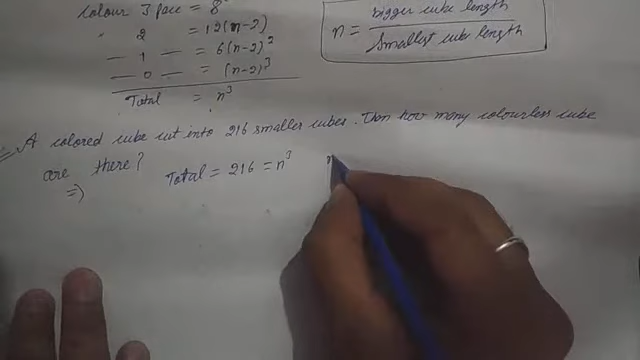 Colour 3 face = 8
" 2 = 12(n-2)
— 1 — = 6(n-2)²
— 0 — = (n-2)³
Total = n³
n = bigger cube length / Smallest cube length
A colored cube cut into 216 smaller cubes. Then how many colourless cube
are there?
⇒) Total = 216 = n³ n